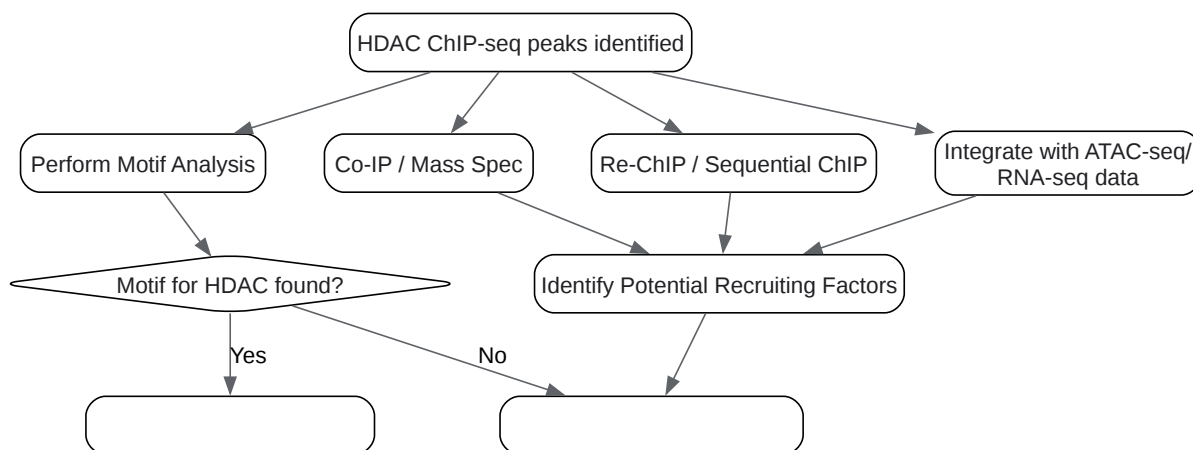 HDAC ChIP-seq peaks identified
Perform Motif Analysis
Co-IP / Mass Spec
Re-ChIP / Sequential ChIP
Integrate with ATAC-seq/
RNA-seq data
Motif for HDAC found?
Identify Potential Recruiting Factors
Yes
No